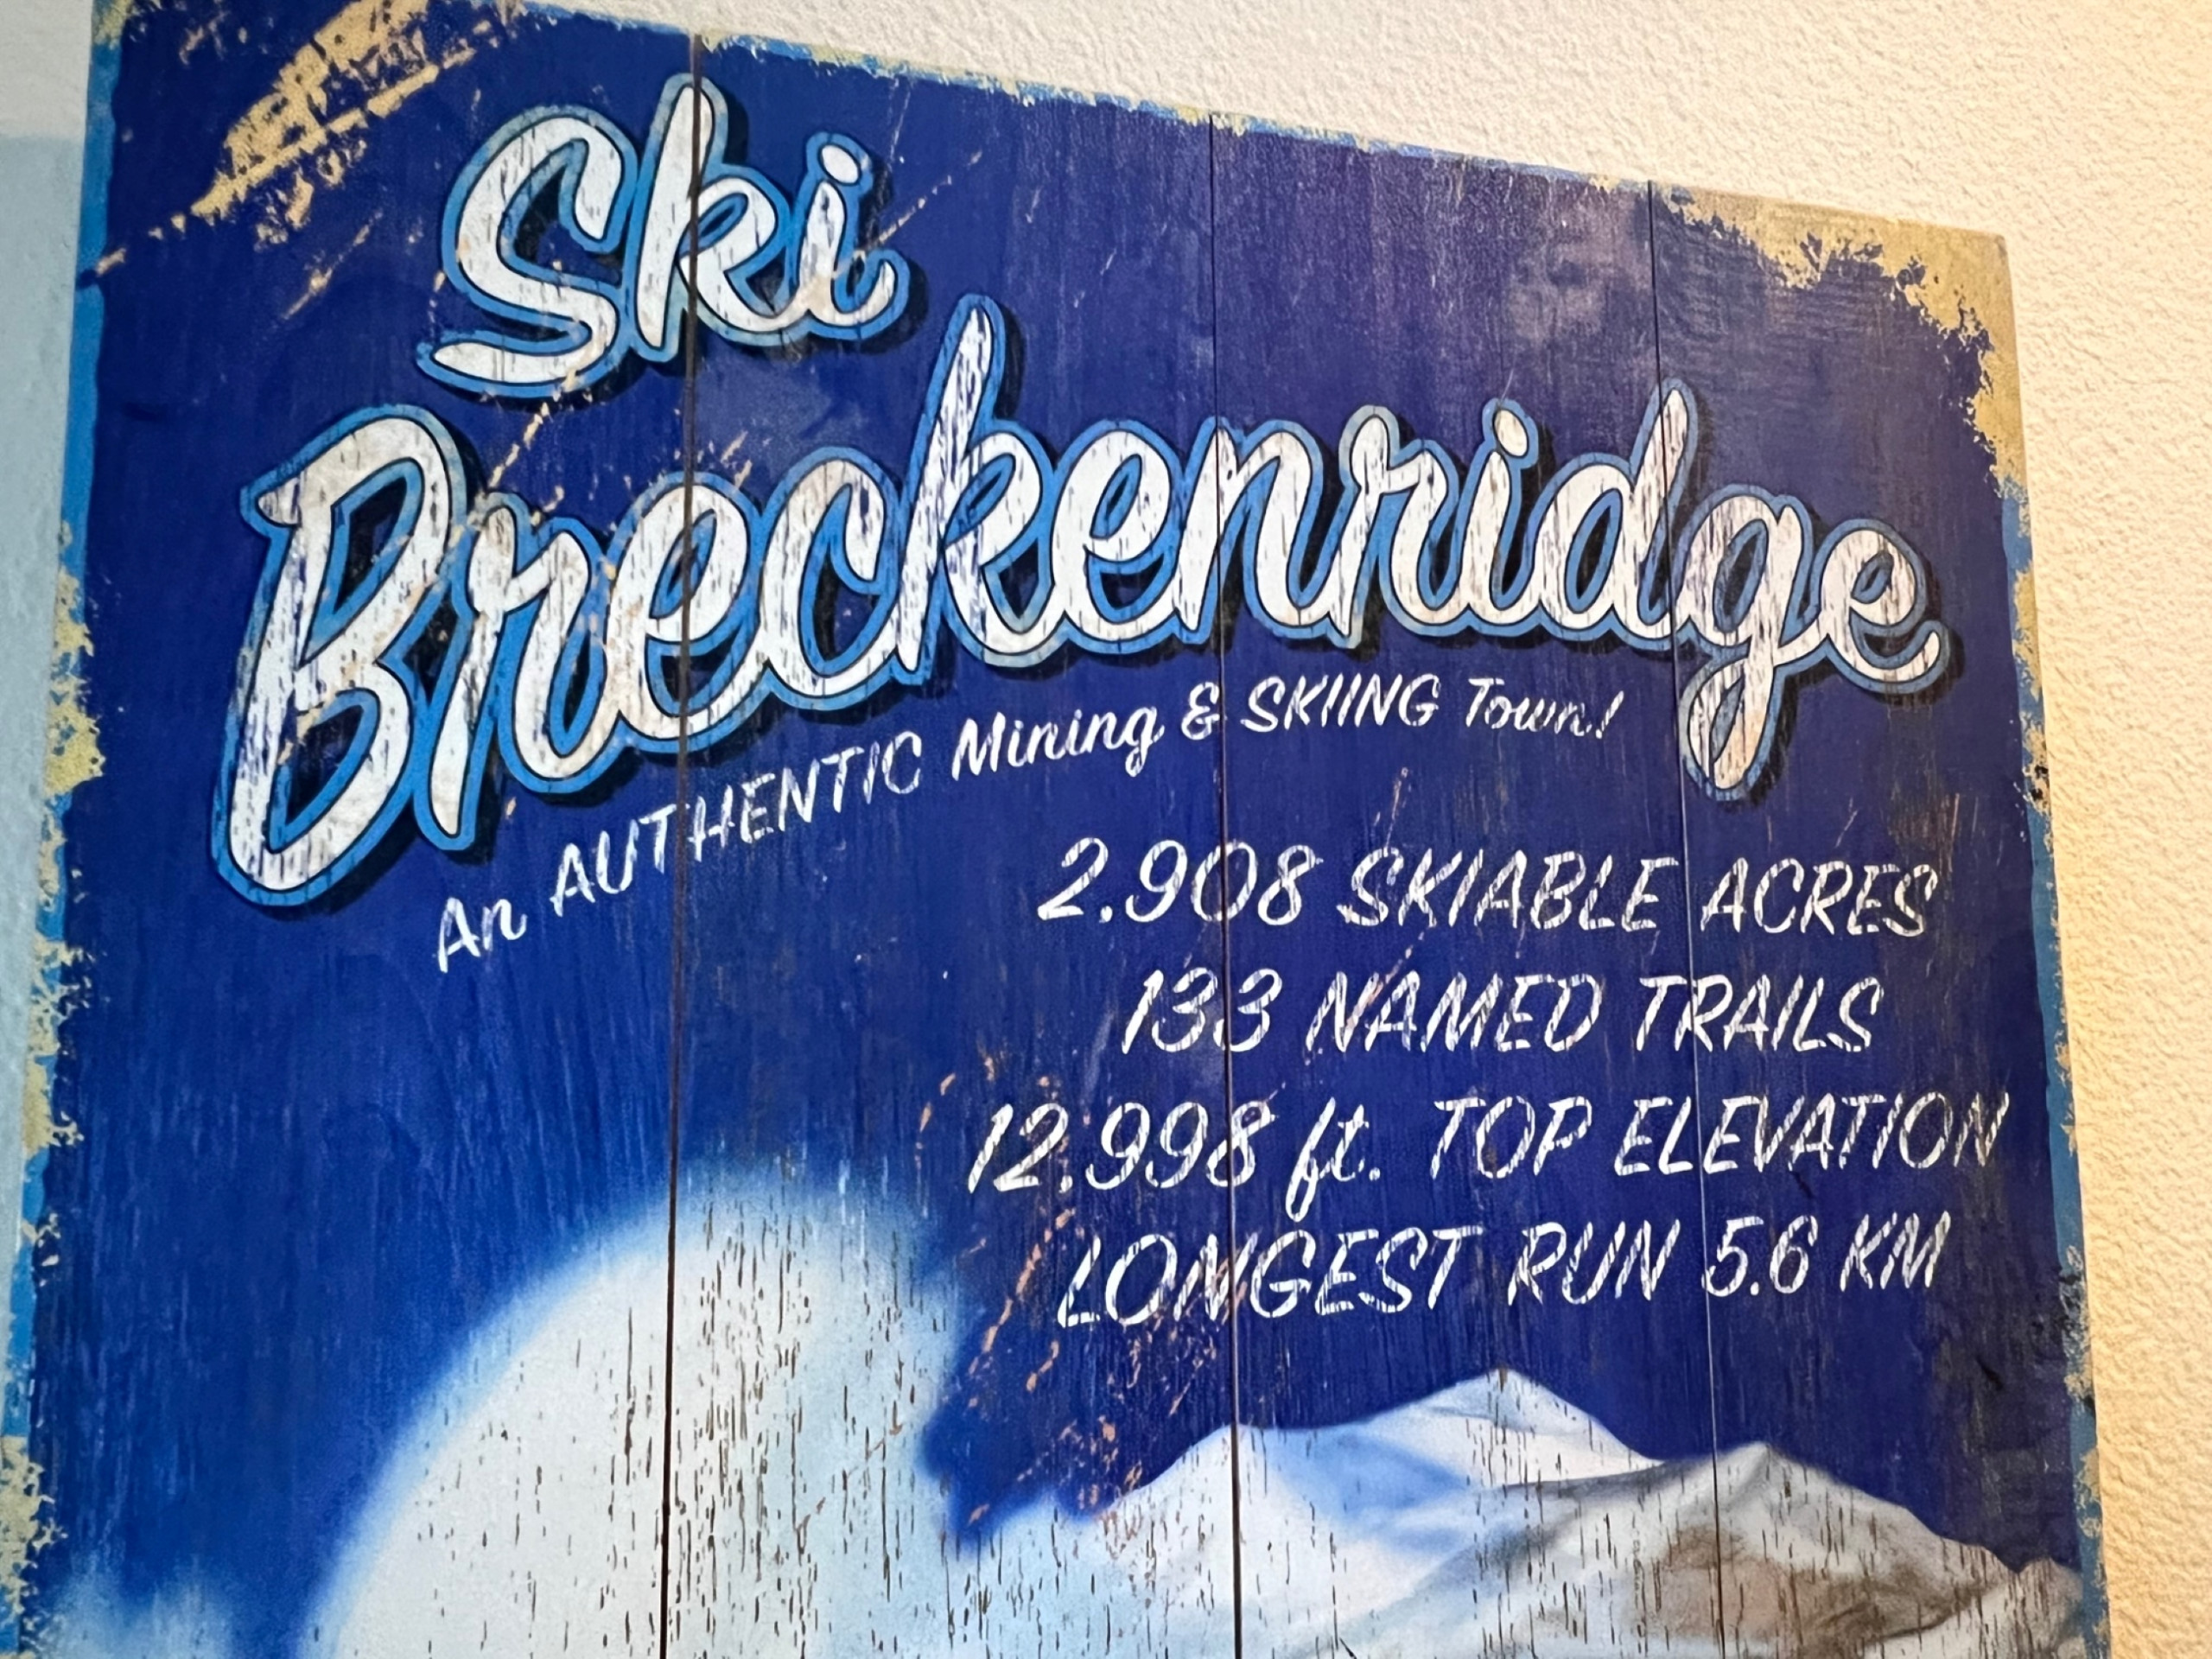 Ski
Breckenridge
An AUTHENTIC Mining & SKIING Town!
2.908 SKIABLE ACRES
133 NAMED TRAILS
12.998 ft. TOP ELEVATION
LONGEST RUN 5.6 KM